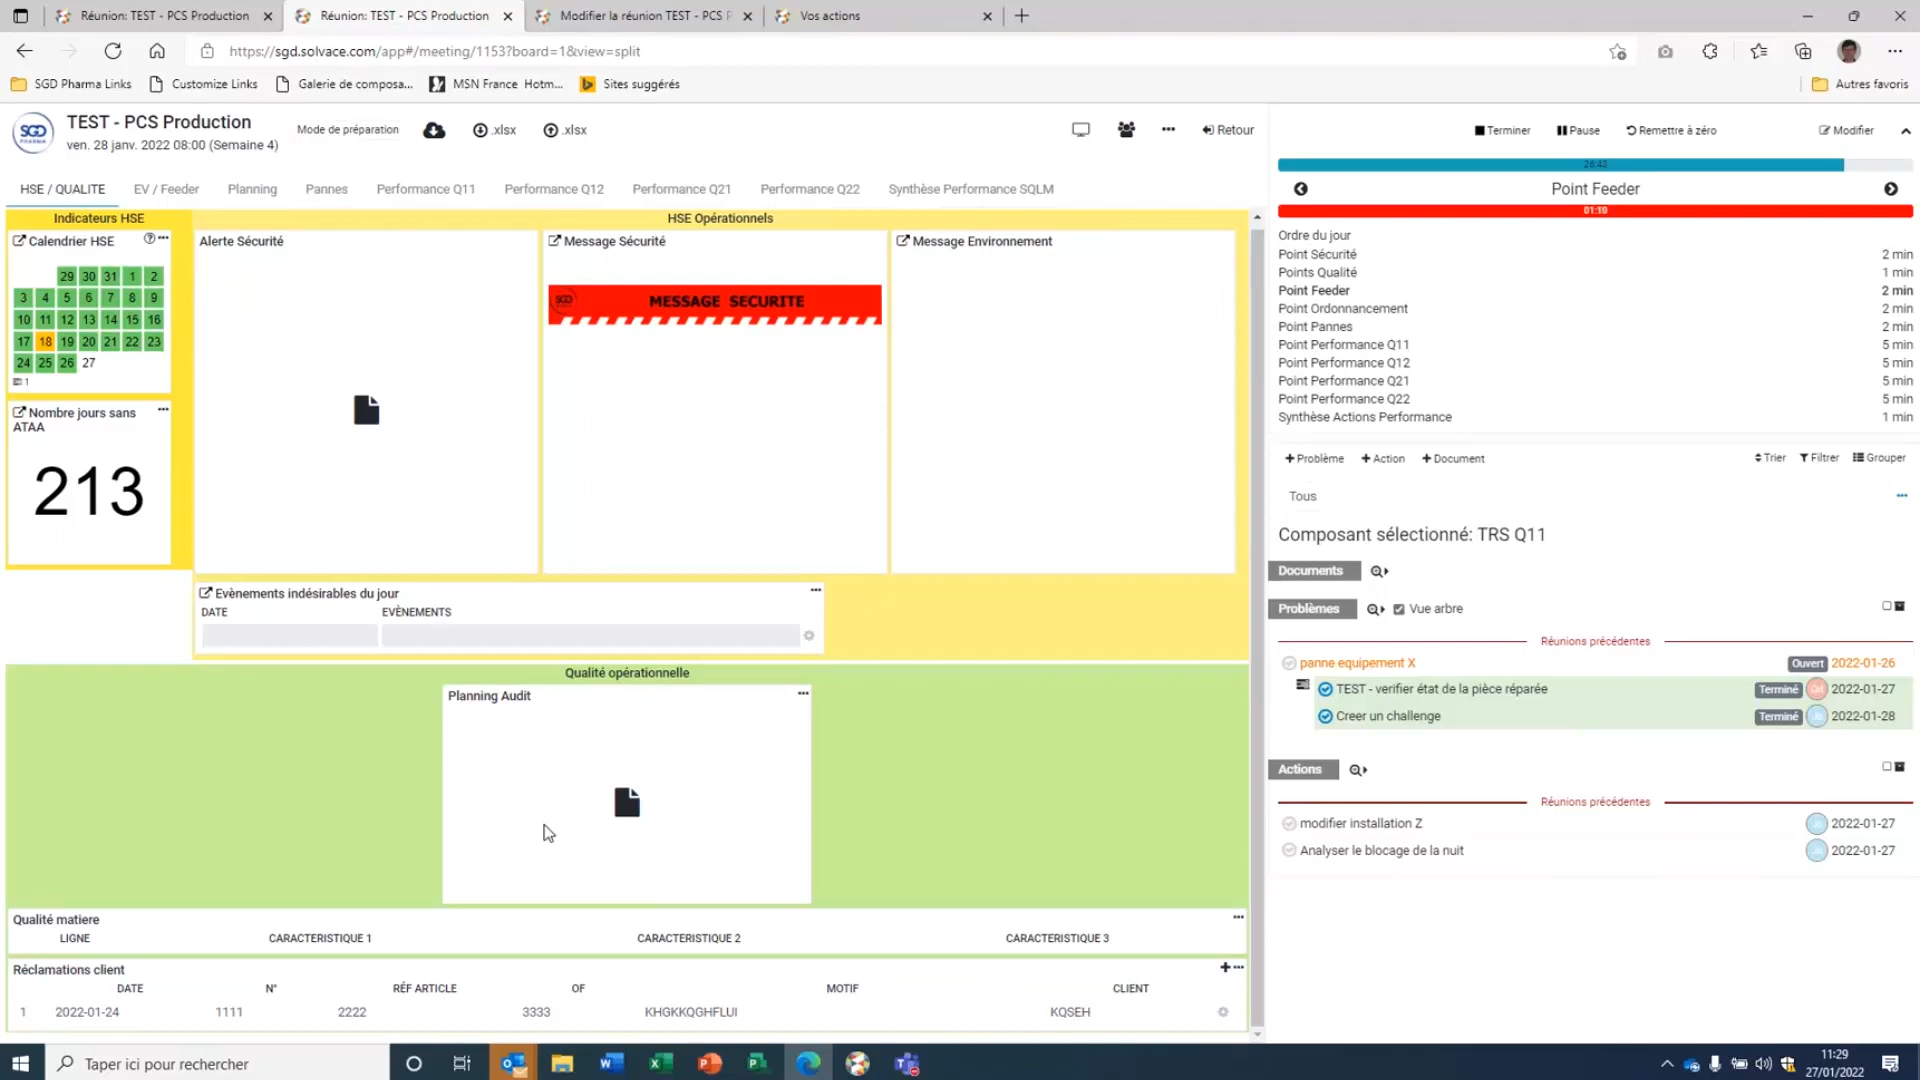 Réunion: TEST - PCS Production
Réunion: TEST - PCS Production
Modifier la réunion TEST - PCS P
Vos actions
https://sgd.solvace.com/app#/meeting/1153?board=1&view=split
SGD Pharma Links
Customize Links
Galerie de composa...
MSN France Hotm...
Sites suggérés
Autres favoris
SGD
PHARMA
TEST - PCS Production
ven. 28 janv. 2022 08:00 (Semaine 4)
Mode de préparation
.xlsx
.xlsx
Retour
HSE / QUALITE
EV / Feeder
Planning
Pannes
Performance Q11
Performance Q12
Performance Q21
Performance Q22
Synthèse Performance SQLM
Indicateurs HSE
Calendrier HSE
29 30 31 1 2
3 4 5 6 7 8 9
10 11 12 13 14 15 16
17 18 19 20 21 22 23
24 25 26 27
1
Nombre jours sans
ATAA
213
HSE Opérationnels
Alerte Sécurité
Message Sécurité
SGD
MESSAGE SECURITE
Message Environnement
Evènements indésirables du jour
DATE
EVÈNEMENTS
Qualité opérationnelle
Planning Audit
Qualité matiere
LIGNE
CARACTERISTIQUE 1
CARACTERISTIQUE 2
CARACTERISTIQUE 3
Réclamations client
DATE
N°
RÉF ARTICLE
OF
MOTIF
CLIENT
1
2022-01-24
1111
2222
3333
KHGKKQGHFLUI
KQSEH
Terminer
Pause
Remettre à zéro
Modifier
26:42
Point Feeder
01:10
Ordre du jour
Point Sécurité 2 min
Points Qualité 1 min
Point Feeder 2 min
Point Ordonnancement 2 min
Point Pannes 2 min
Point Performance Q11 5 min
Point Performance Q12 5 min
Point Performance Q21 5 min
Point Performance Q22 5 min
Synthèse Actions Performance 1 min
Problème
Action
Document
Trier
Filtrer
Grouper
Tous
Composant sélectionné: TRS Q11
Documents
Problèmes
Vue arbre
Réunions précédentes
panne equipement X Ouvert 2022-01-26
TEST - verifier état de la pièce réparée Terminé 2022-01-27
Creer un challenge Terminé 2022-01-28
Actions
Réunions précédentes
modifier installation Z 2022-01-27
Analyser le blocage de la nuit 2022-01-27
Taper ici pour rechercher
11:29
27/01/2022